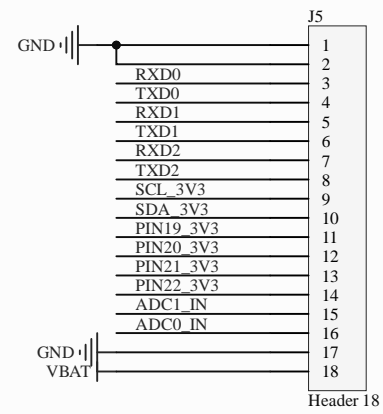 J5
GND
1
2
RXD0
3
TXD0
4
RXD1
5
TXD1
6
RXD2
7
TXD2
8
SCL_3V3
9
SDA_3V3
10
PIN19_3V3
11
PIN20_3V3
12
PIN21_3V3
13
PIN22_3V3
14
ADC1_IN
15
ADC0_IN
16
GND
17
VBAT
18
Header 18